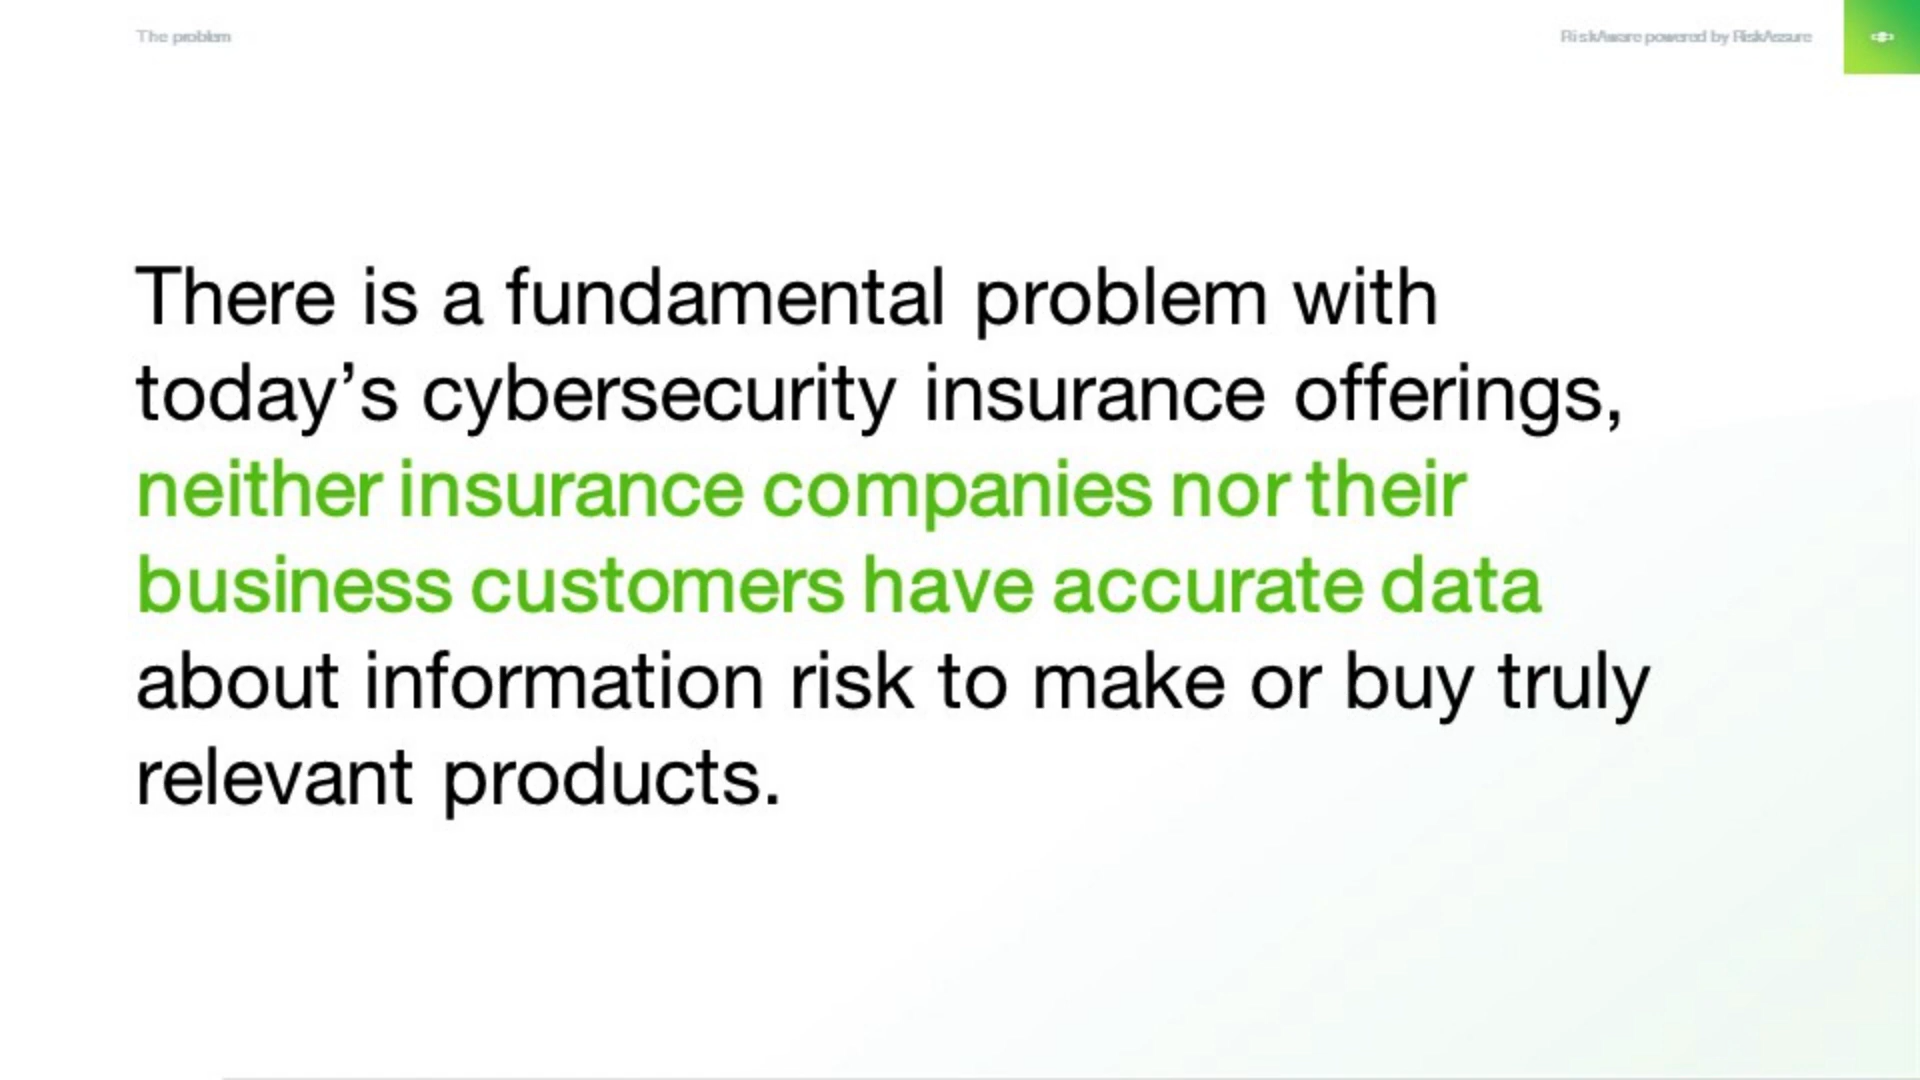 The problem
RiskAware powered by RiskAssure
There is a fundamental problem with
today’s cybersecurity insurance offerings,
neither insurance companies nor their
business customers have accurate data
about information risk to make or buy truly
relevant products.